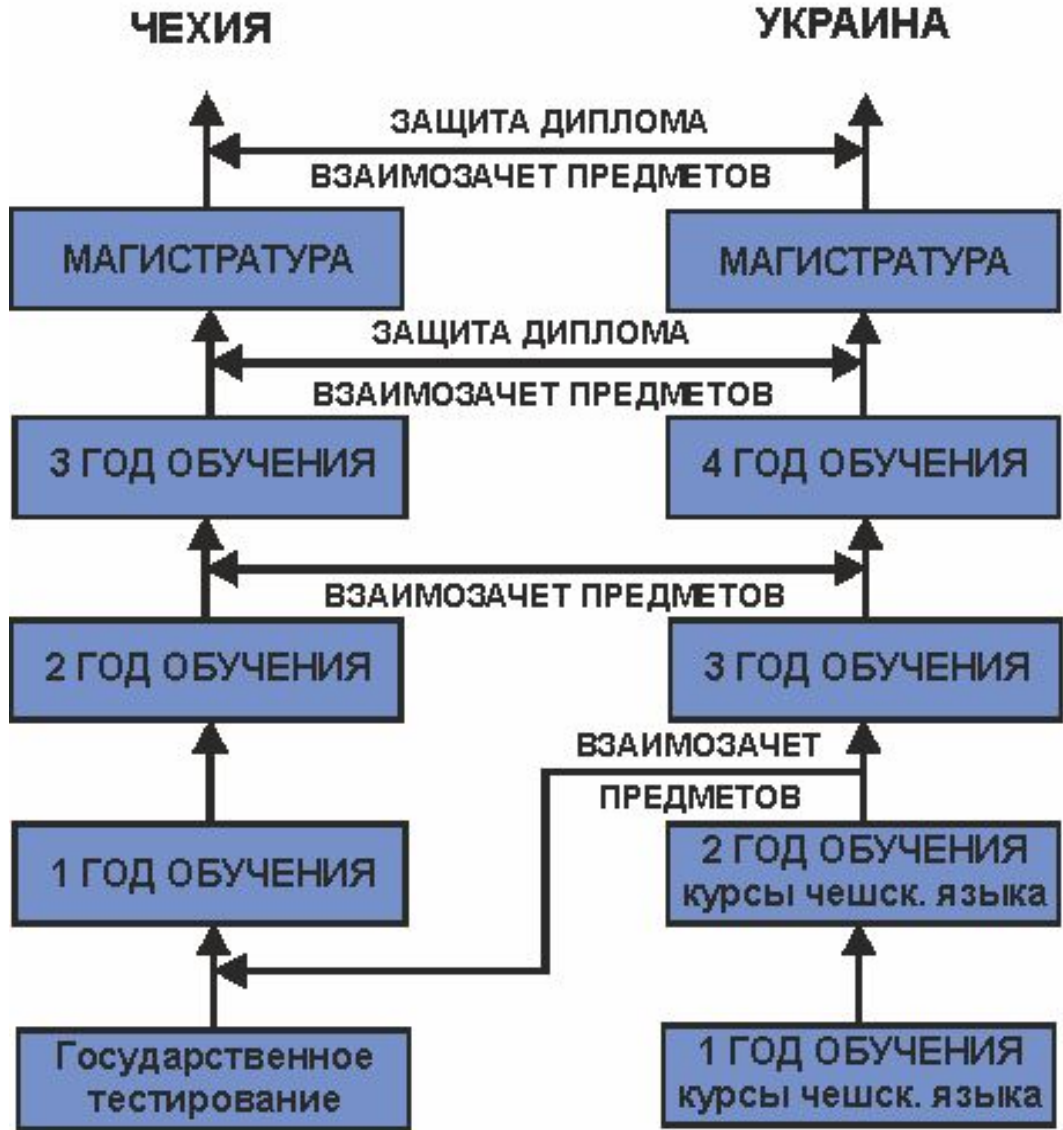 ЧЕХИЯ
УКРАИНА
ЗАЩИТА ДИПЛОМА
ВЗАИМОЗАЧЕТ ПРЕДМЕТОВ
МАГИСТРАТУРА
МАГИСТРАТУРА
ЗАЩИТА ДИПЛОМА
ВЗАИМОЗАЧЕТ ПРЕДМЕТОВ
3 ГОД ОБУЧЕНИЯ
4 ГОД ОБУЧЕНИЯ
ВЗАИМОЗАЧЕТ ПРЕДМЕТОВ
2 ГОД ОБУЧЕНИЯ
3 ГОД ОБУЧЕНИЯ
ВЗАИМОЗАЧЕТ
ПРЕДМЕТОВ
1 ГОД ОБУЧЕНИЯ
2 ГОД ОБУЧЕНИЯ
курсы чешск. языка
Государственное
тестирование
1 ГОД ОБУЧЕНИЯ
курсы чешск. языка